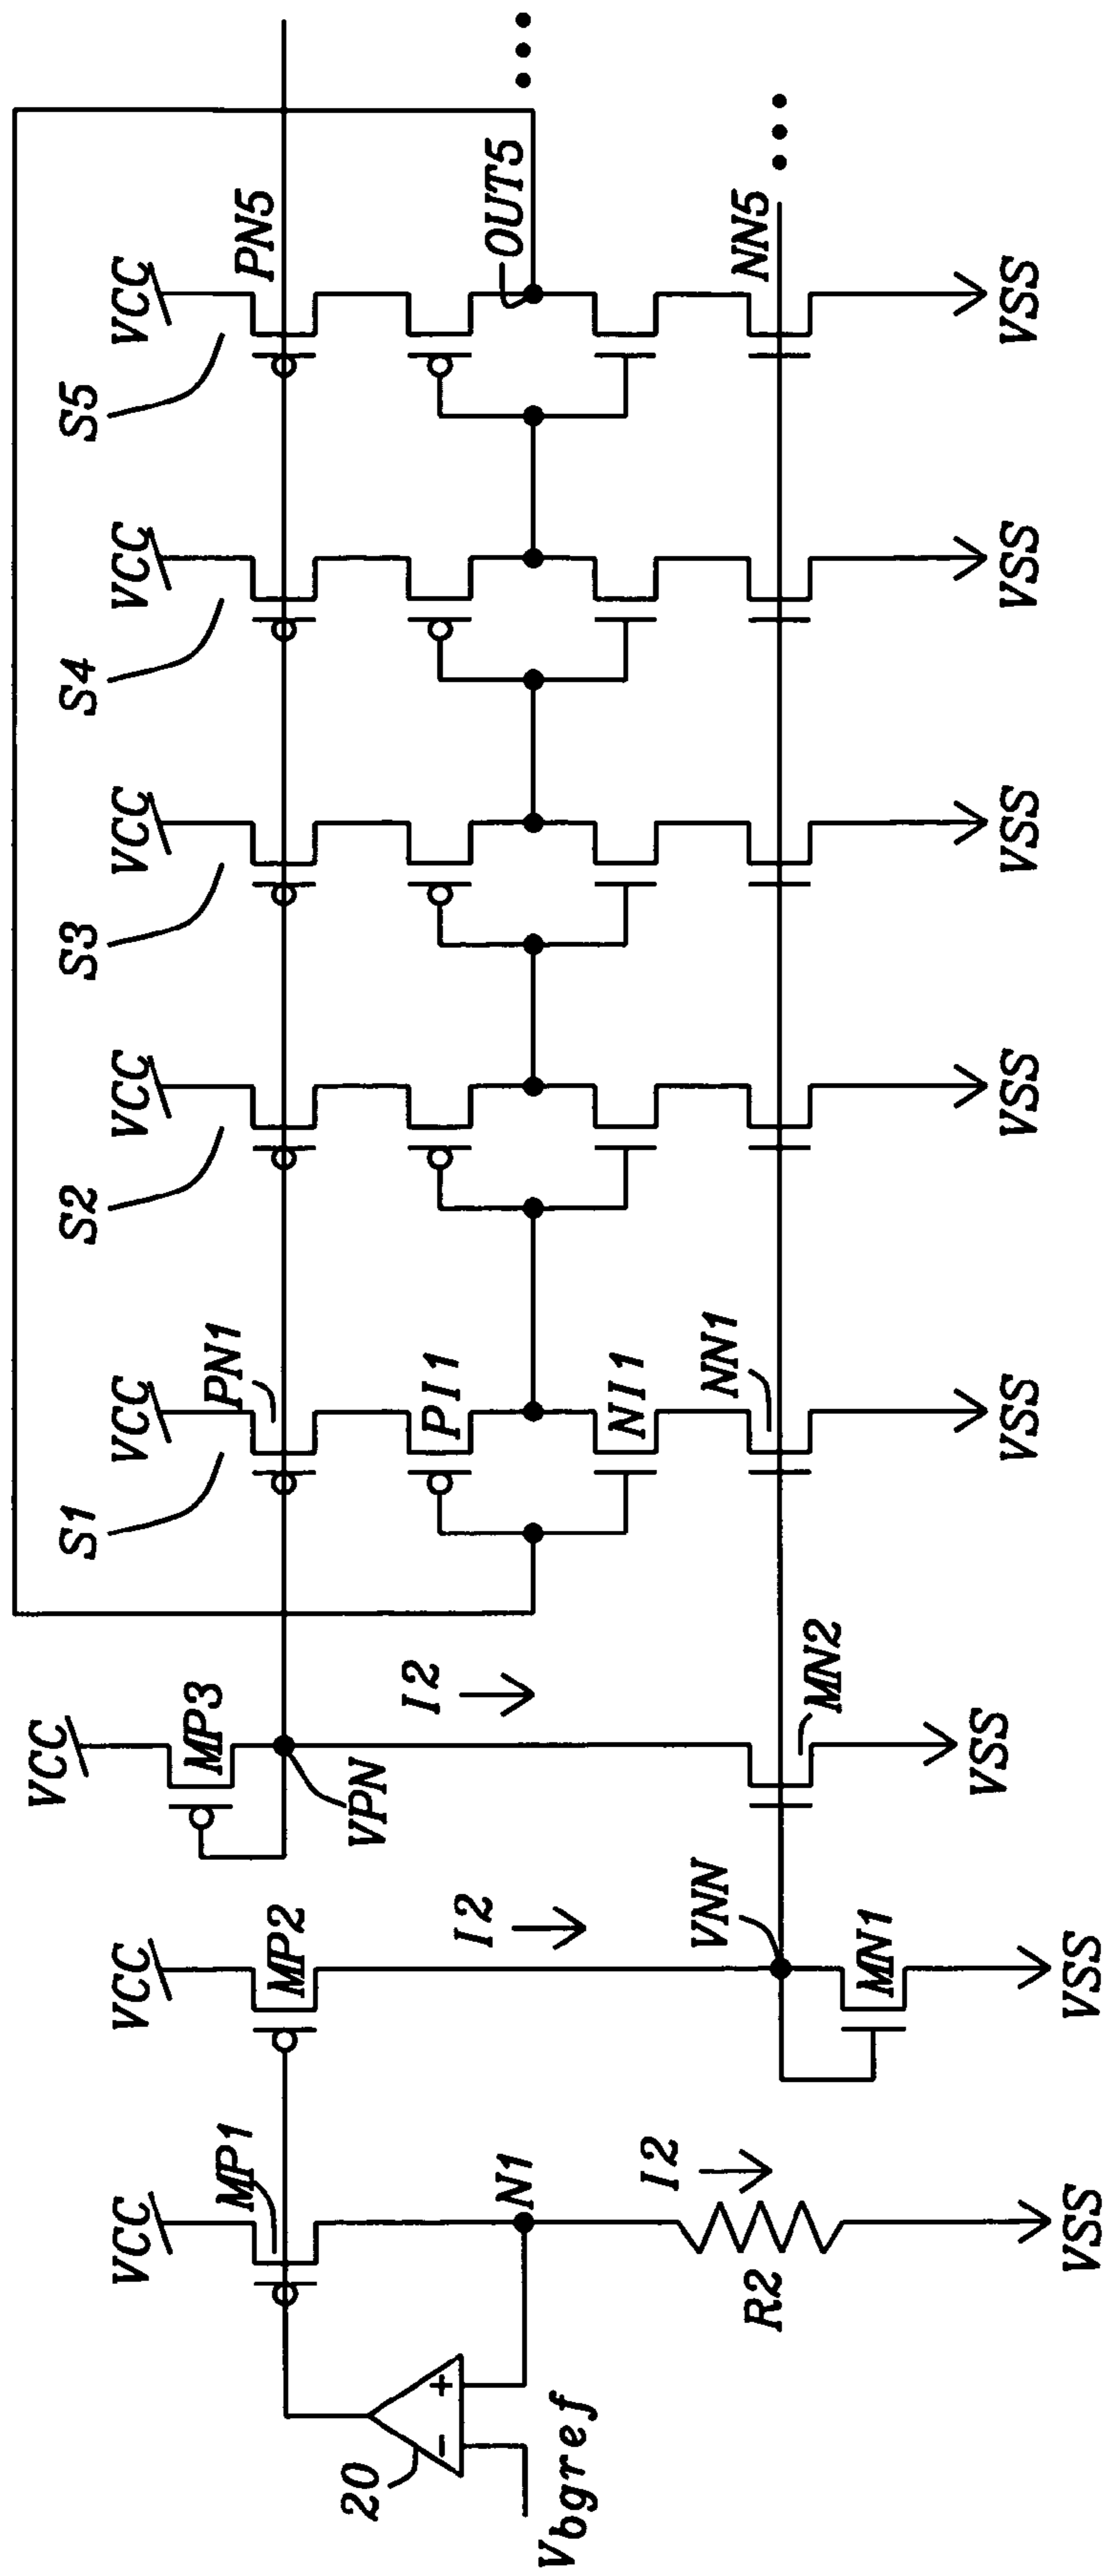 VCC
VCC
VCC
VCC
VCC
VCC
VCC
VCC
S1
S2
S3
S4
S5
MP1
MP2
MP3
PN1
PN5
VPN
PI1
20
N1
I2
I2
I2
OUT5
Vbgref
R2
VNN
NI1
NN1
NN5
MN1
MN2
VSS
VSS
VSS
VSS
VSS
VSS
VSS
VSS